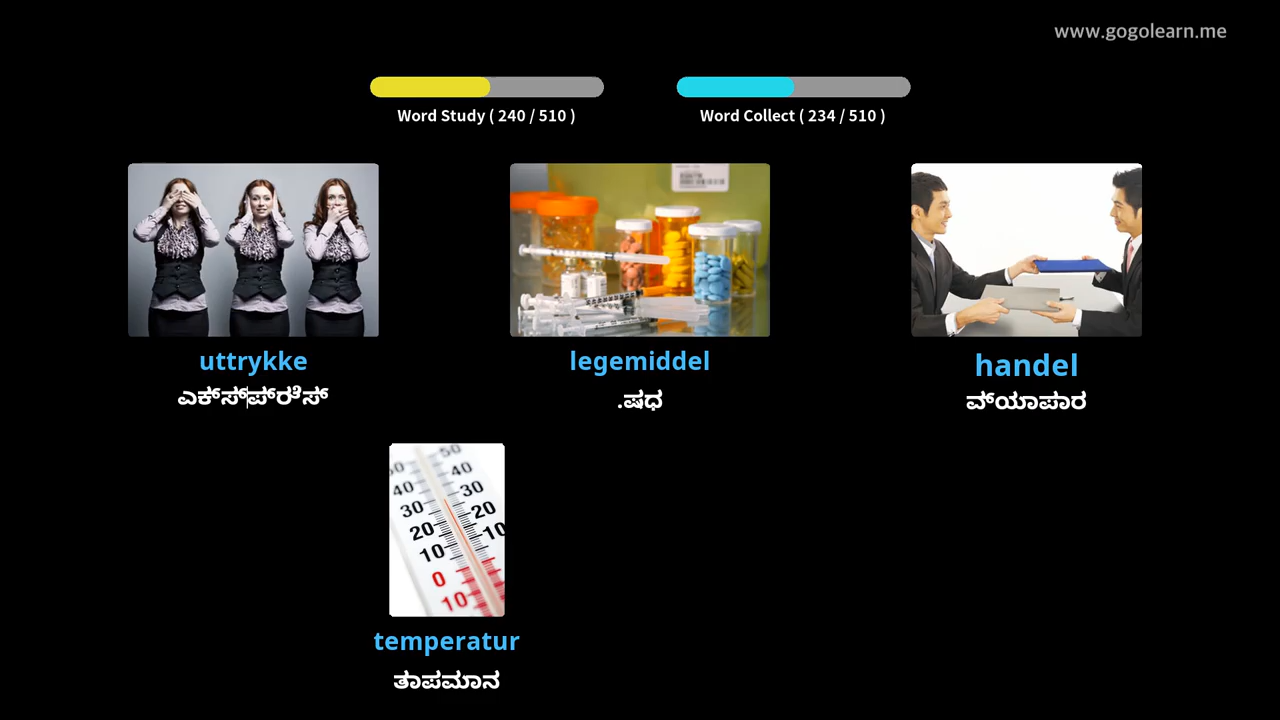 www.gogolearn.me
Word Study ( 240 / 510 )
Word Collect ( 234 / 510 )
uttrykke
legemiddel
handel
ಎಕ್ಸ್‌ಪ್ರೆಸ್
.ಷಧ
ವ್ಯಾಪಾರ
temperatur
ತಾಪಮಾನ